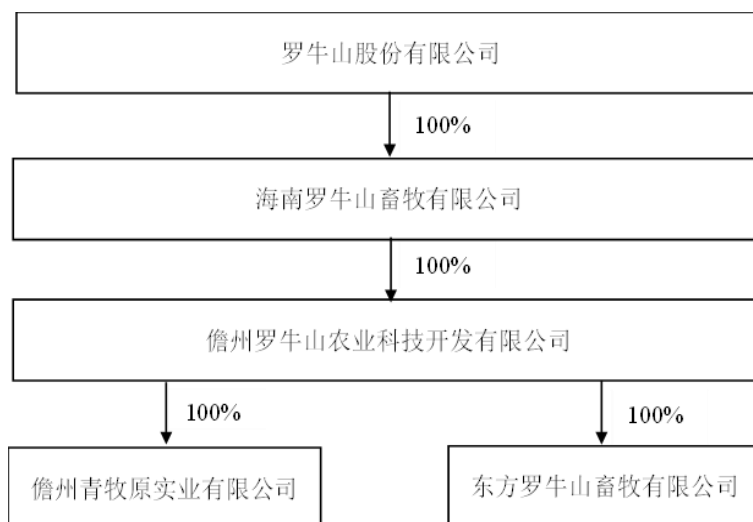 罗牛山股份有限公司
100%
海南罗牛山畜牧有限公司
100%
儋州罗牛山农业科技开发有限公司
100%
100%
儋州青牧原实业有限公司
东方罗牛山畜牧有限公司